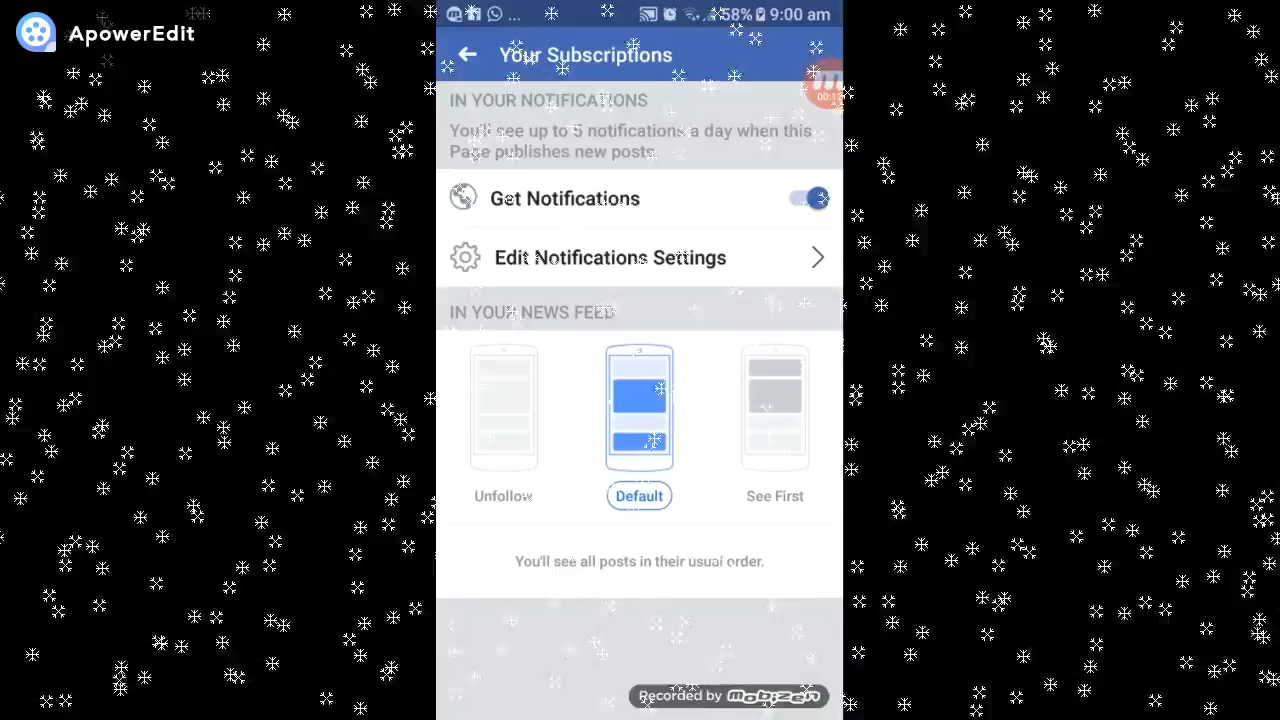 ApowerEdit
... 58% 9:00 am
Your Subscriptions
IN YOUR NOTIFICATIONS
You'll see up to 5 notifications a day when this
Page publishes new posts.
Get Notifications
Edit Notifications Settings
IN YOUR NEWS FEED
Unfollow
Default
See First
You'll see all posts in their usual order.
Recorded by mobizen